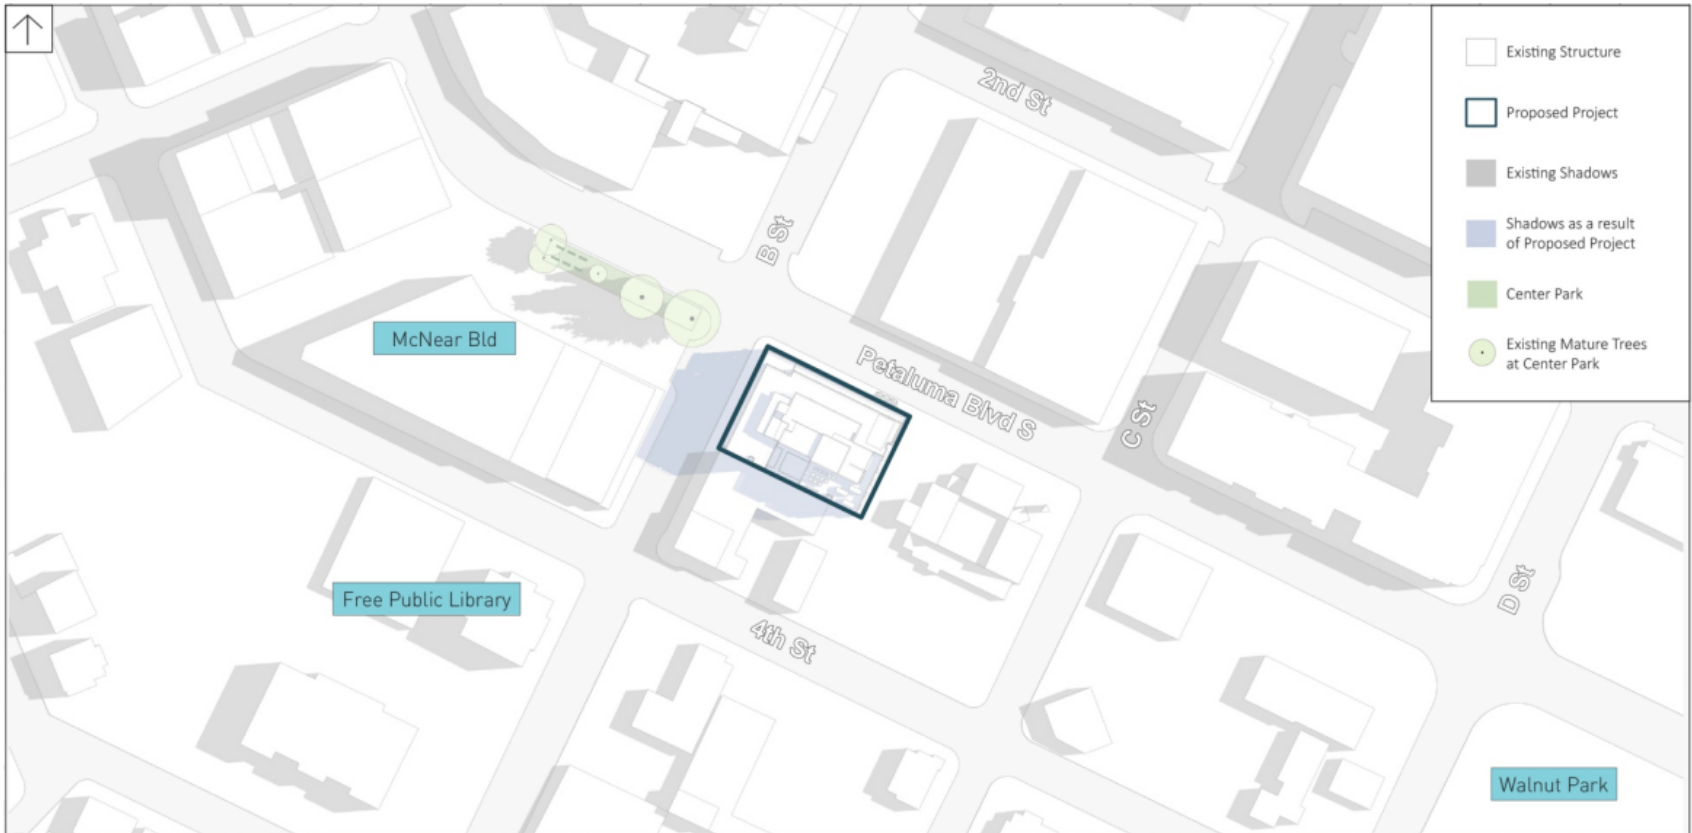 Existing Structure
Proposed Project
Existing Shadows
Shadows as a result
of Proposed Project
Center Park
Existing Mature Trees
at Center Park
2nd St
B St
McNear Bld
Petaluma Blvd S
C St
D St
Free Public Library
4th St
Walnut Park